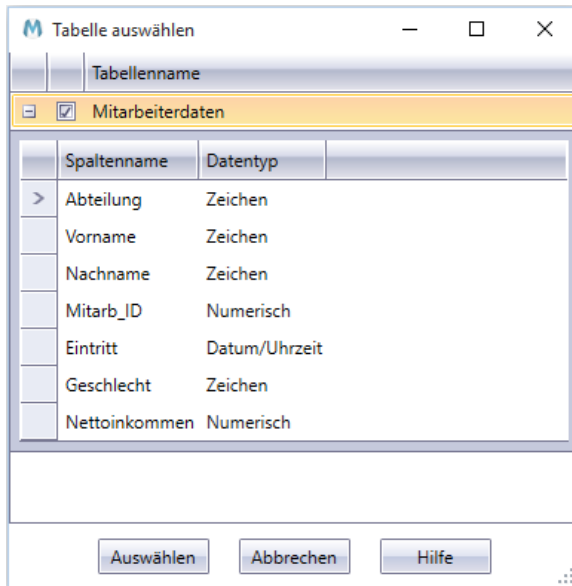 Tabelle auswählen
Tabellenname
Mitarbeiterdaten
Spaltenname Datentyp
Abteilung Zeichen
Vorname Zeichen
Nachname Zeichen
Mitarb_ID Numerisch
Eintritt Datum/Uhrzeit
Geschlecht Zeichen
Nettoinkommen Numerisch
Auswählen Abbrechen Hilfe